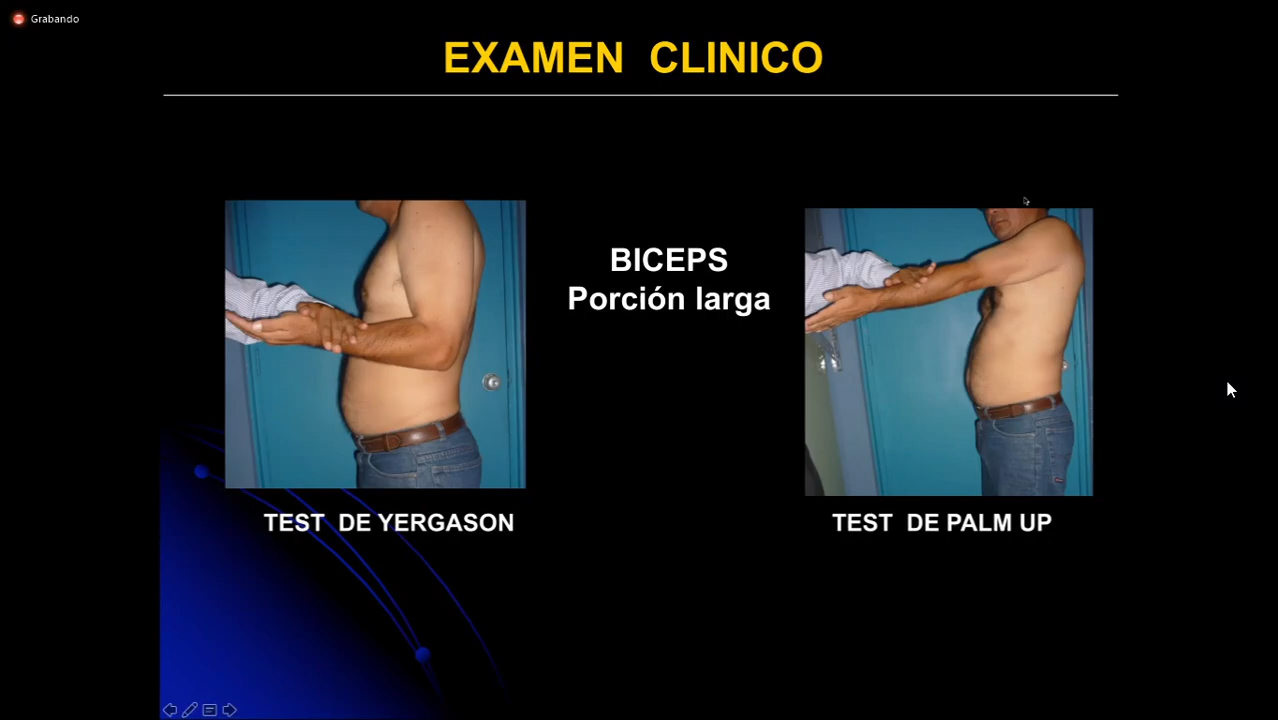 Grabando
EXAMEN CLINICO
BICEPS
Porción larga
TEST DE YERGASON
TEST DE PALM UP